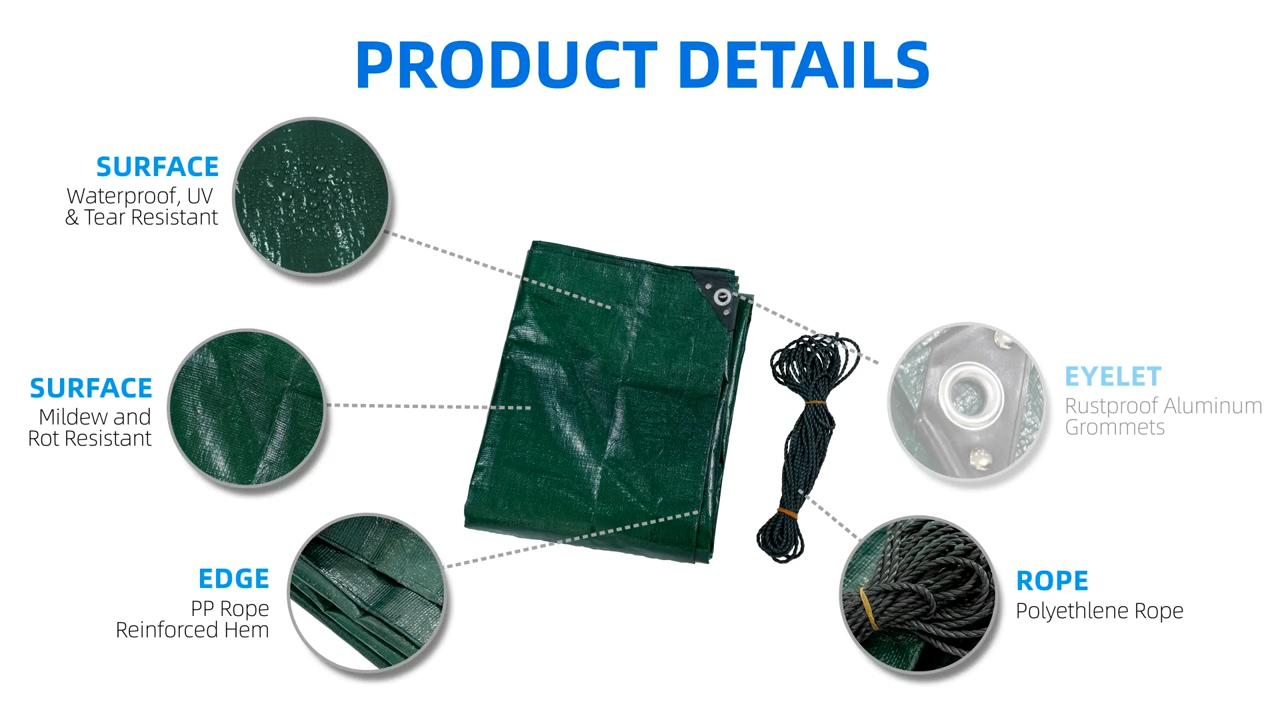 PRODUCT DETAILS
SURFACE
Waterproof, UV
& Tear Resistant
SURFACE
Mildew and
Rot Resistant
EDGE
PP Rope
Reinforced Hem
EYELET
Rustproof Aluminum
Grommets
ROPE
Polyethlene Rope